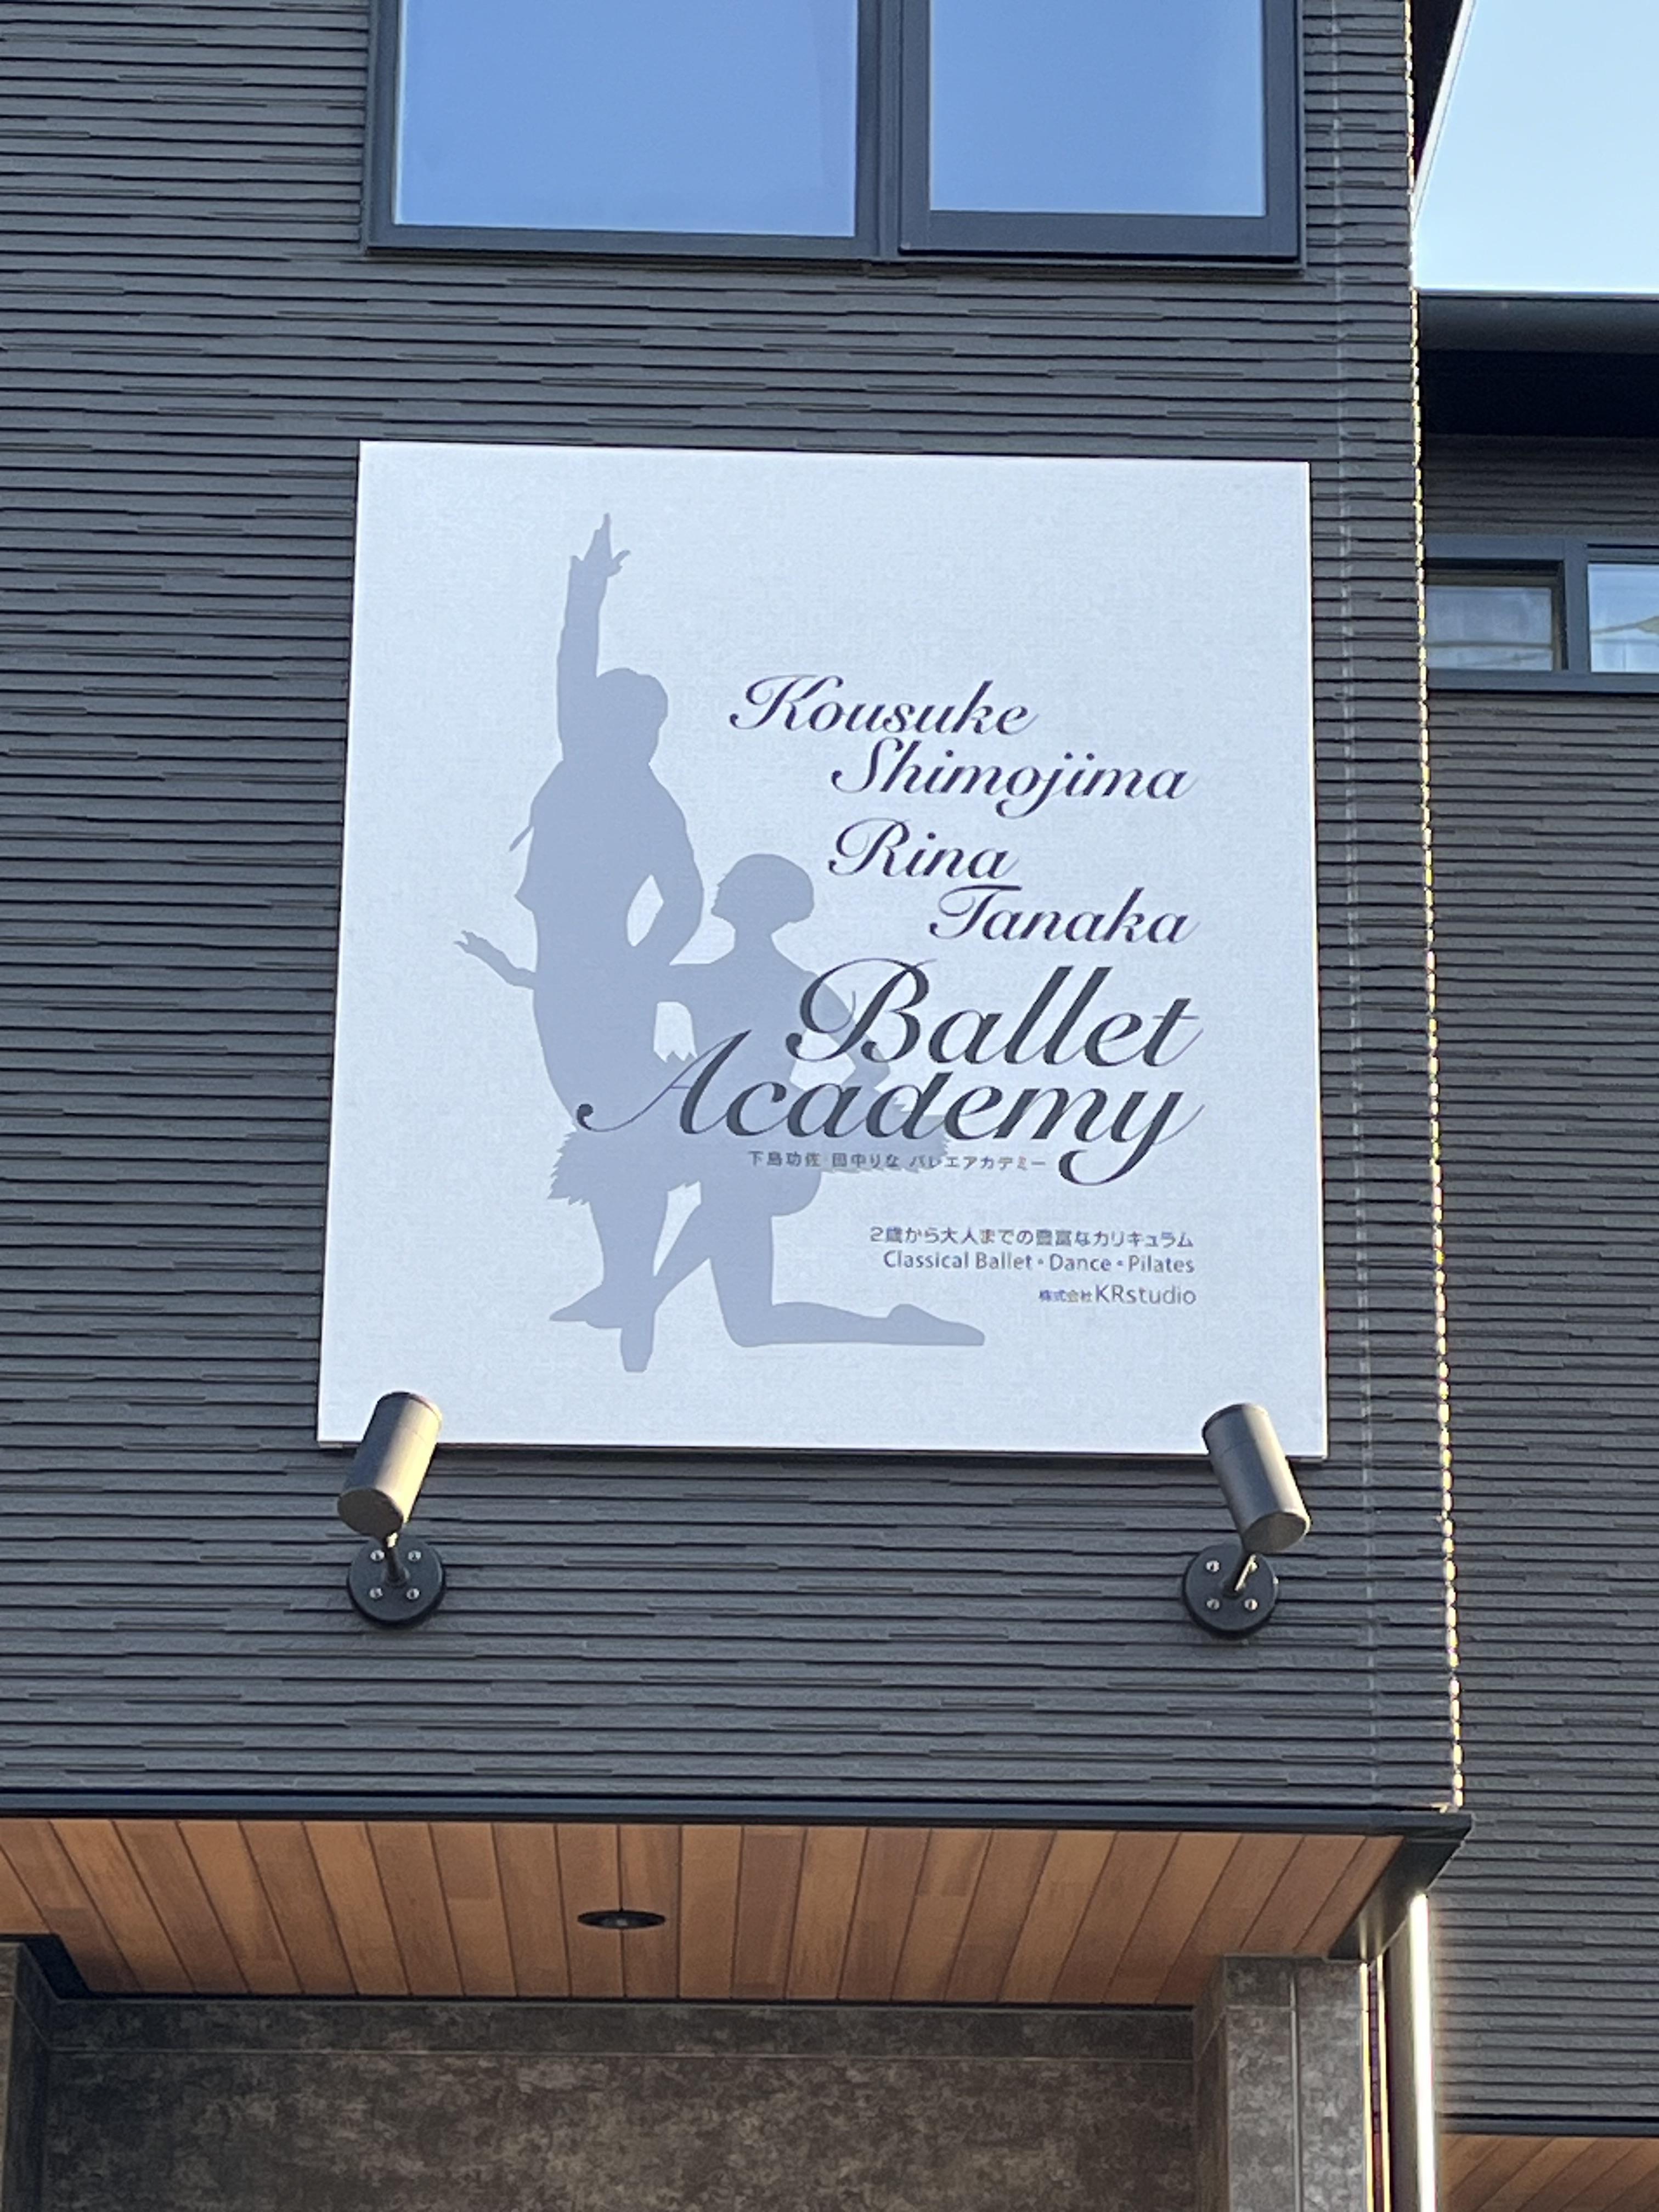 Kousuke
Shimojima
Rina
Tanaka
Ballet
Academy
下島功佐 田中りな バレエアカデミー
2歳から大人までの豊富なカリキュラム
Classical Ballet・Dance・Pilates
株式会社KRstudio